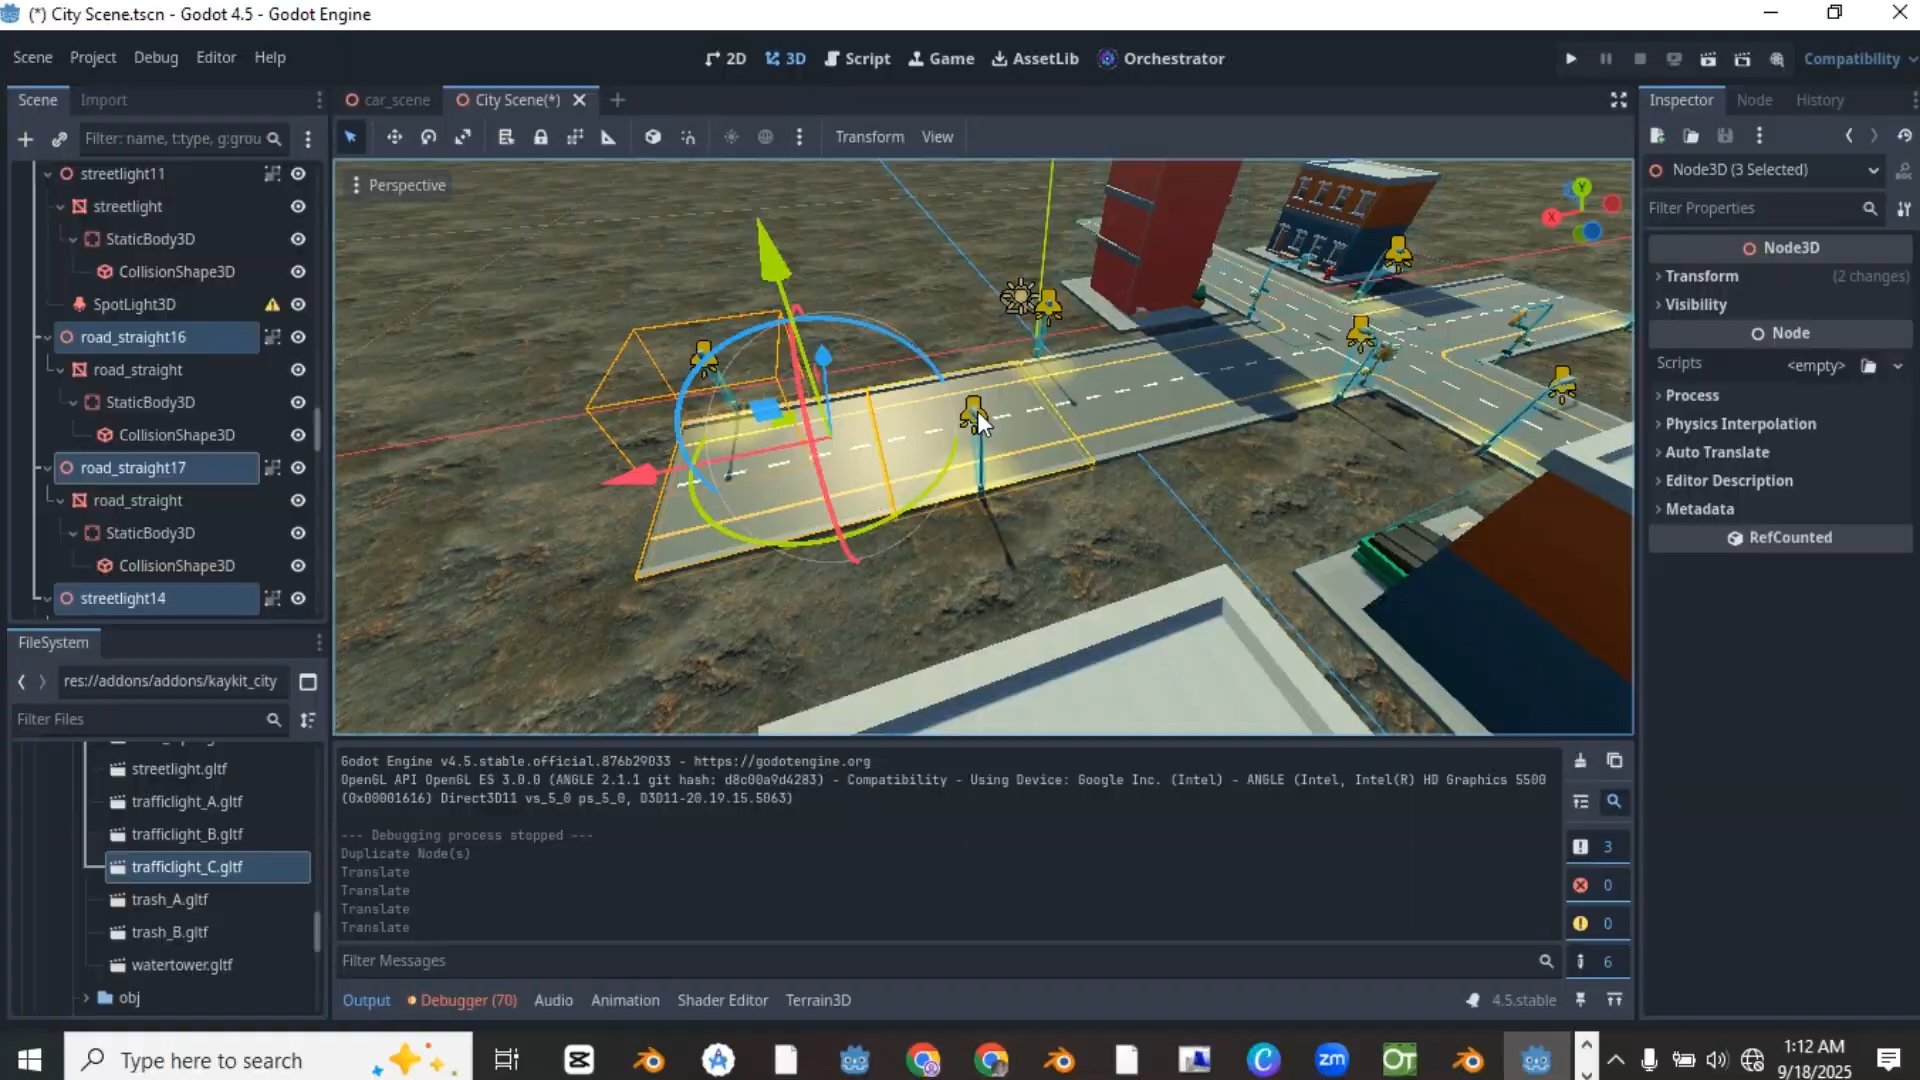 (*) City Scene.tscn - Godot 4.5 - Godot Engine
Scene Project Debug Editor Help
2D 3D Script Game AssetLib Orchestrator
Compatibility
Scene Import
Filter: name, t:type, g:grou
streetlight11
streetlight
StaticBody3D
CollisionShape3D
SpotLight3D
road_straight16
road_straight
StaticBody3D
CollisionShape3D
road_straight17
road_straight
StaticBody3D
CollisionShape3D
streetlight14
FileSystem
res://addons/addons/kaykit_city
Filter Files
streetlight.gltf
trafficlight_A.gltf
trafficlight_B.gltf
trafficlight_C.gltf
trash_A.gltf
trash_B.gltf
watertower.gltf
obj
car_scene City Scene(*)
Transform View
Perspective
Y
X
Godot Engine v4.5.stable.official.876b29033 - https://godotengine.org
OpenGL API OpenGL ES 3.0.0 (ANGLE 2.1.1 git hash: d8c00a9d4283) - Compatibility - Using Device: Google Inc. (Intel) - ANGLE (Intel, Intel(R) HD Graphics 5500
(0x00001616) Direct3D11 vs_5_0 ps_5_0, D3D11-20.19.15.5063)
--- Debugging process stopped ---
Duplicate Node(s)
Translate
Translate
Translate
Translate
3
0
0
6
Filter Messages
Output Debugger (70) Audio Animation Shader Editor Terrain3D
4.5.stable
Inspector Node History
Node3D (3 Selected)
Filter Properties
Node3D
Transform (2 changes)
Visibility
Node
Scripts <empty>
Process
Physics Interpolation
Auto Translate
Editor Description
Metadata
RefCounted
Type here to search
zm
OT
1:12 AM
9/18/2025